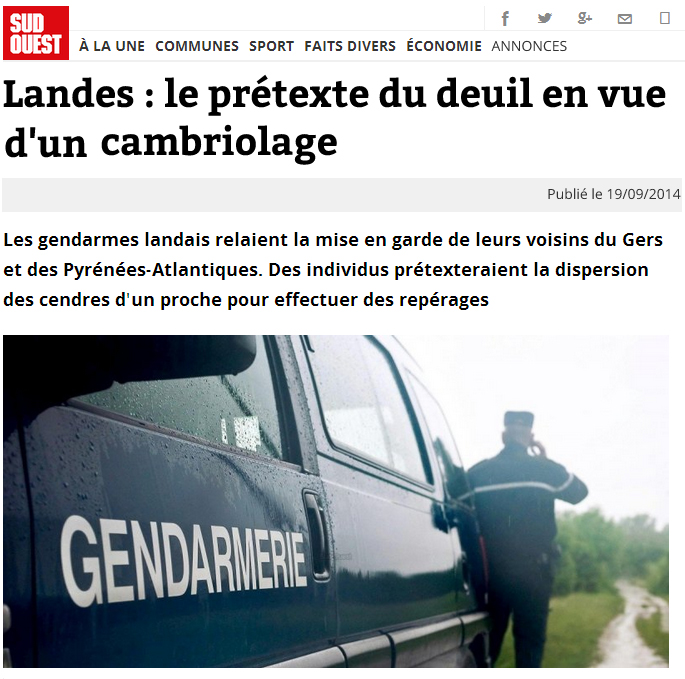 SUD
OUEST
À LA UNE COMMUNES SPORT FAITS DIVERS ÉCONOMIE ANNONCES
Landes : le prétexte du deuil en vue
d'un cambriolage
Publié le 19/09/2014
Les gendarmes landais relaient la mise en garde de leurs voisins du Gers
et des Pyrénées-Atlantiques. Des individus prétexteraient la dispersion
des cendres d'un proche pour effectuer des repérages
GENDARMERIE